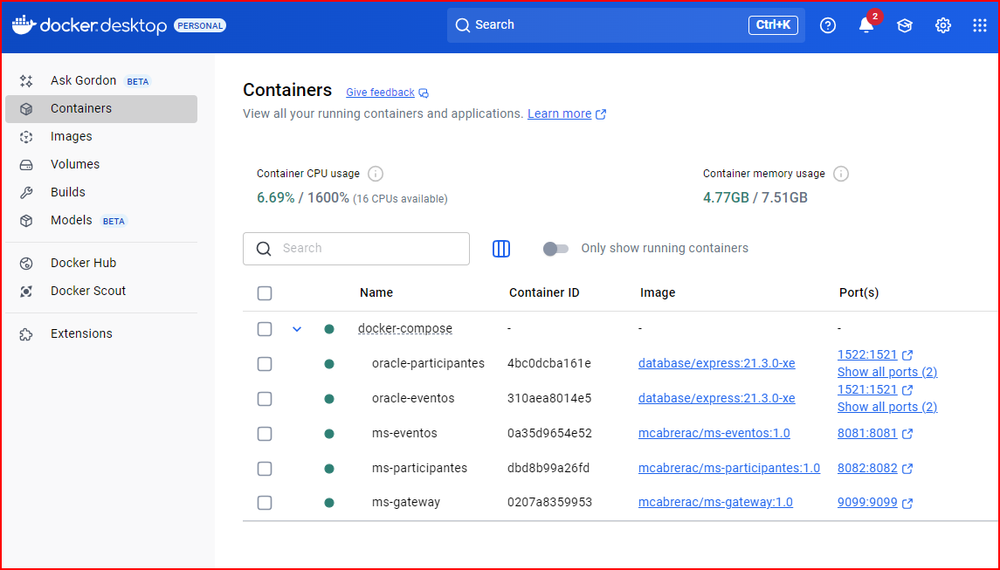 docker.desktop PERSONAL Search Ctrl+K 2
Ask Gordon BETA
Containers
Images
Volumes
Builds
Models BETA
Docker Hub
Docker Scout
Extensions
Containers Give feedback
View all your running containers and applications. Learn more
Container CPU usage
6.69% / 1600% (16 CPUs available)
Container memory usage
4.77GB / 7.51GB
Search
Only show running containers
Name Container ID Image Port(s)
docker-compose - - -
oracle-participantes 4bc0dcba161e database/express:21.3.0-xe 1522:1521
Show all ports (2)
oracle-eventos 310aea8014e5 database/express:21.3.0-xe 1521:1521
Show all ports (2)
ms-eventos 0a35d9654e52 mcabrerac/ms-eventos:1.0 8081:8081
ms-participantes dbd8b99a26fd mcabrerac/ms-participantes:1.0 8082:8082
ms-gateway 0207a8359953 mcabrerac/ms-gateway:1.0 9099:9099